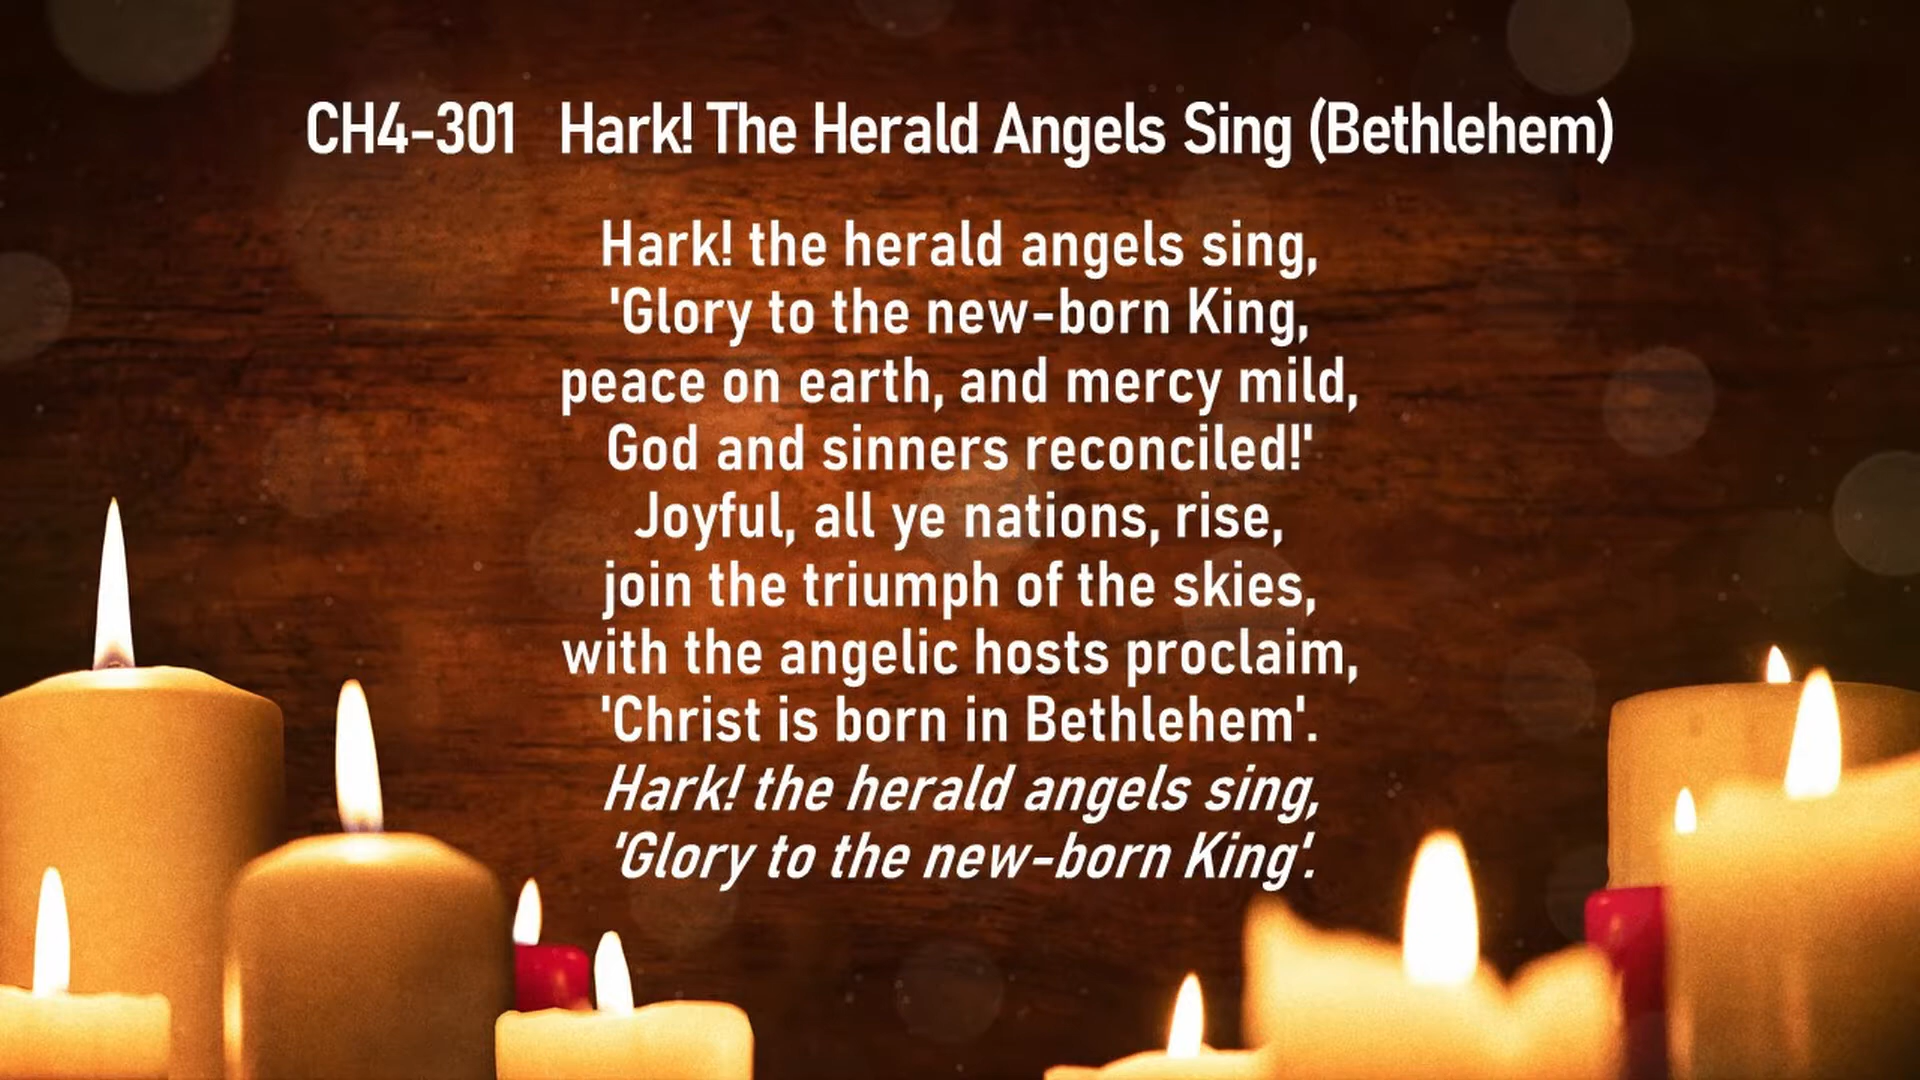 CH4-301 Hark! The Herald Angels Sing (Bethlehem)
Hark! the herald angels sing,
'Glory to the new-born King,
peace on earth, and mercy mild,
God and sinners reconciled!'
Joyful, all ye nations, rise,
join the triumph of the skies,
with the angelic hosts proclaim,
'Christ is born in Bethlehem'.
Hark! the herald angels sing,
'Glory to the new-born King'.